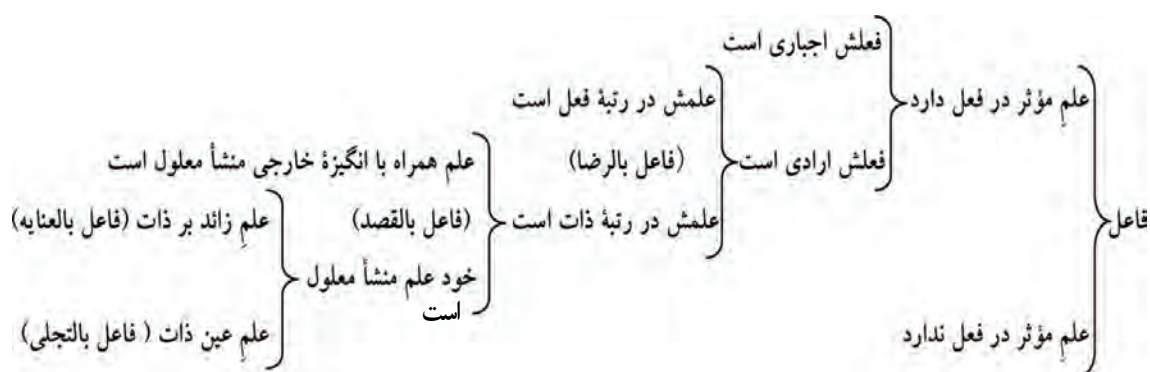 قاعل
علمِ مؤثر در فعل دارد
فعلش اجباری است
فعلش ارادی است
علمش در رتبهٔ فعل است
(فاعل بالرضا)
علمش در رتبهٔ ذات است
علم همراه با انگیزهٔ خارجی منشأ معلول است
(فاعل بالقصد)
خود علم منشأ معلول
است
علمِ زائد بر ذات (فاعل بالعنایه)
علمِ عین ذات ( فاعل بالتجلی)
علمِ مؤثر در فعل ندارد